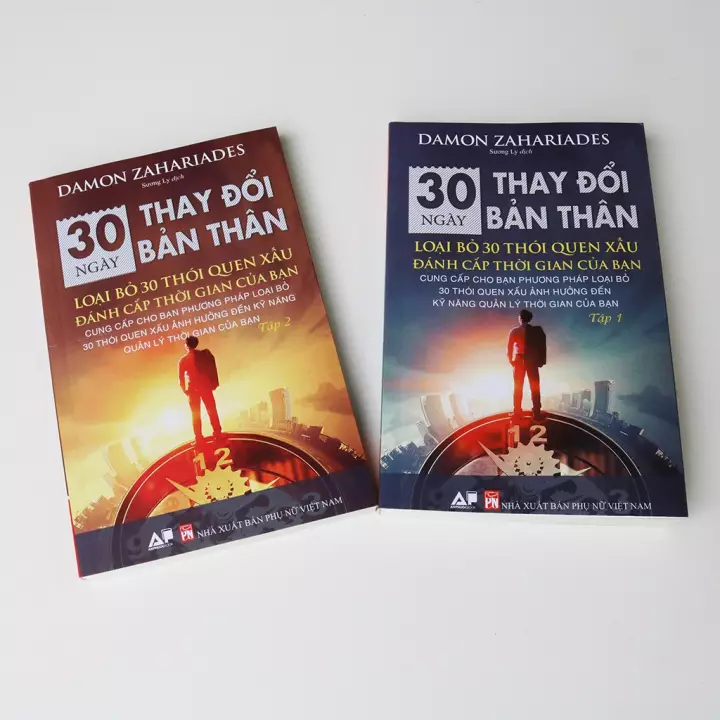 DAMON ZAHARIADES
Sương Ly dịch
30
NGÀY
THAY ĐỔI
BẢN THÂN
LOẠI BỎ 30 THÓI QUEN XẤU
ĐÁNH CẮP THỜI GIAN CỦA BẠN
CUNG CẤP CHO BẠN PHƯƠNG PHÁP LOẠI BỎ
30 THÓI QUEN XẤU ẢNH HƯỞNG ĐẾN KỸ NĂNG
QUẢN LÝ THỜI GIAN CỦA BẠN
Tập 2
12
AP
PN
NHÀ XUẤT BẢN PHỤ NỮ VIỆT NAM
DAMON ZAHARIADES
Sương Ly dịch
30
NGÀY
THAY ĐỔI
BẢN THÂN
LOẠI BỎ 30 THÓI QUEN XẤU
ĐÁNH CẮP THỜI GIAN CỦA BẠN
CUNG CẤP CHO BẠN PHƯƠNG PHÁP LOẠI BỎ
30 THÓI QUEN XẤU ẢNH HƯỞNG ĐẾN
KỸ NĂNG QUẢN LÝ THỜI GIAN CỦA BẠN
Tập 1
12
AP
PN
NHÀ XUẤT BẢN PHỤ NỮ VIỆT NAM